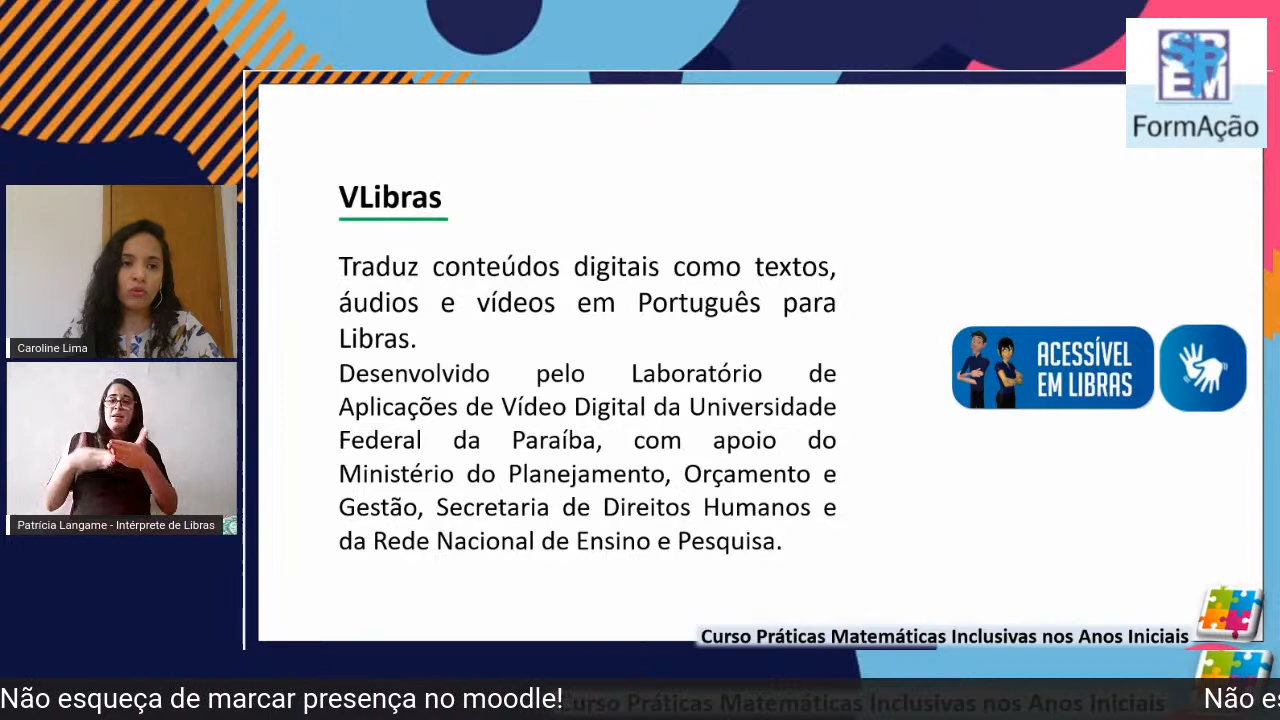 SBEM
FormAção
VLibras
Traduz conteúdos digitais como textos,
áudios e vídeos em Português para
Libras.
Desenvolvido pelo Laboratório de
Aplicações de Vídeo Digital da Universidade
Federal da Paraíba, com apoio do
Ministério do Planejamento, Orçamento e
Gestão, Secretaria de Direitos Humanos e
da Rede Nacional de Ensino e Pesquisa.
ACESSÍVEL
EM LIBRAS
Caroline Lima
Patrícia Langame - Intérprete de Libras
Curso Práticas Matemáticas Inclusivas nos Anos Iniciais
Curso Práticas Matemáticas Inclusivas nos Anos Iniciais
Não esqueça de marcar presença no moodle! Não es